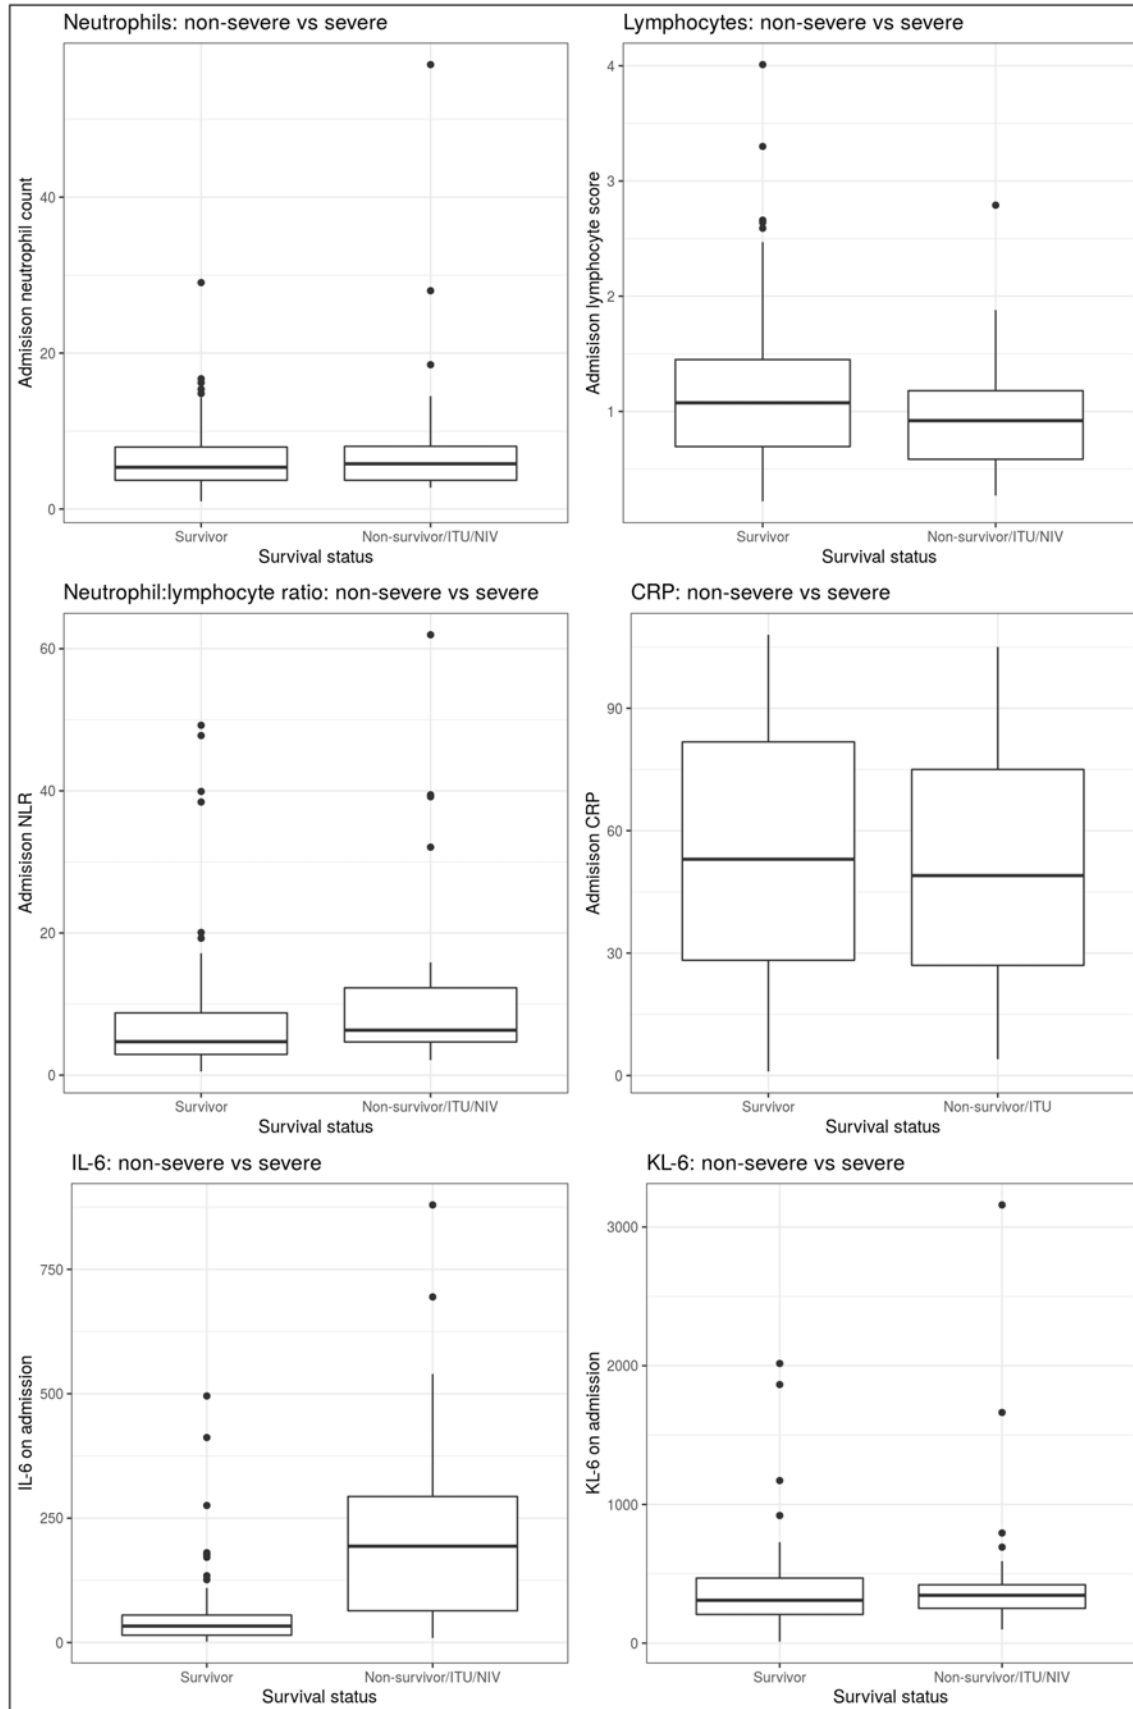 Neutrophils: non-severe vs severe
Admisison neutrophil count
40
20
0
Survivor
Non-survivor/ITU/NIV
Survival status
Lymphocytes: non-severe vs severe
Admisison lymphocyte score
4
3
2
1
Survivor
Non-survivor/ITU/NIV
Survival status
Neutrophil:lymphocyte ratio: non-severe vs severe
Admisison NLR
60
40
20
0
Survivor
Non-survivor/ITU/NIV
Survival status
CRP: non-severe vs severe
Admisison CRP
90
60
30
0
Survivor
Non-survivor/ITU
Survival status
IL-6: non-severe vs severe
IL-6 on admission
750
500
250
0
Survivor
Non-survivor/ITU/NIV
Survival status
KL-6: non-severe vs severe
KL-6 on admission
3000
2000
1000
0
Survivor
Non-survivor/ITU/NIV
Survival status